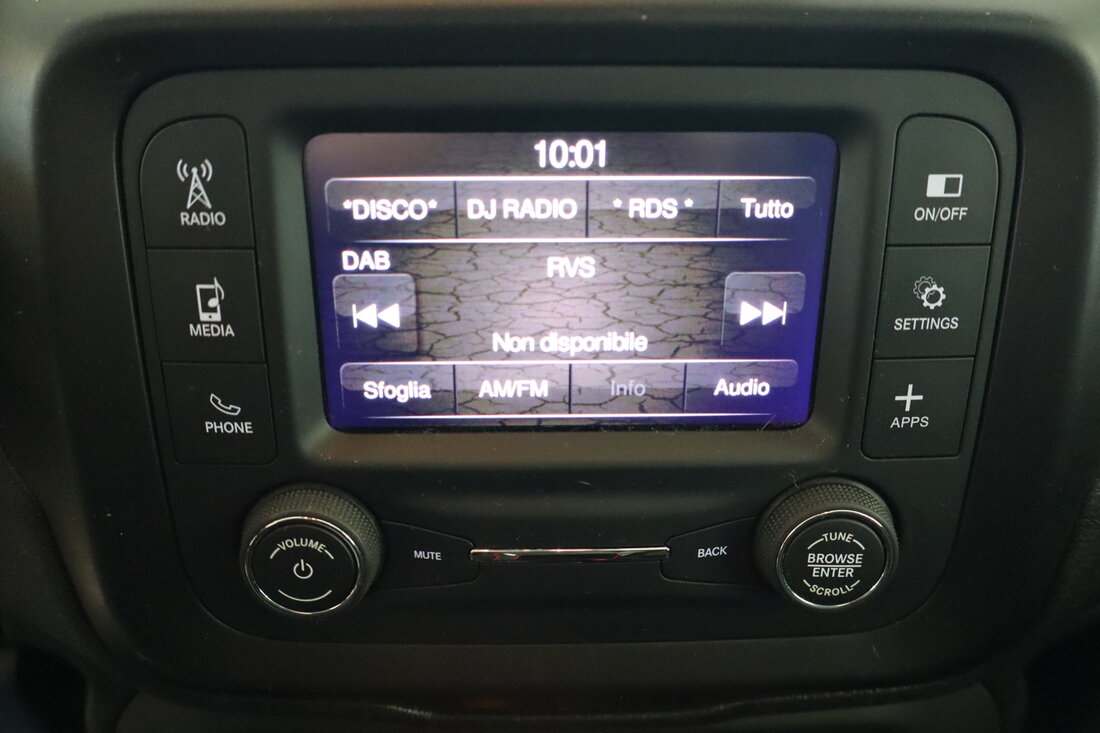 10:01
*DISCO* DJ RADIO * RDS * Tutto
DAB
RVS
Non disponibile
Sfoglia AM/FM Info Audio
RADIO
MEDIA
PHONE
ON/OFF
SETTINGS
APPS
VOLUME
MUTE
BACK
TUNE
BROWSE
ENTER
SCROLL